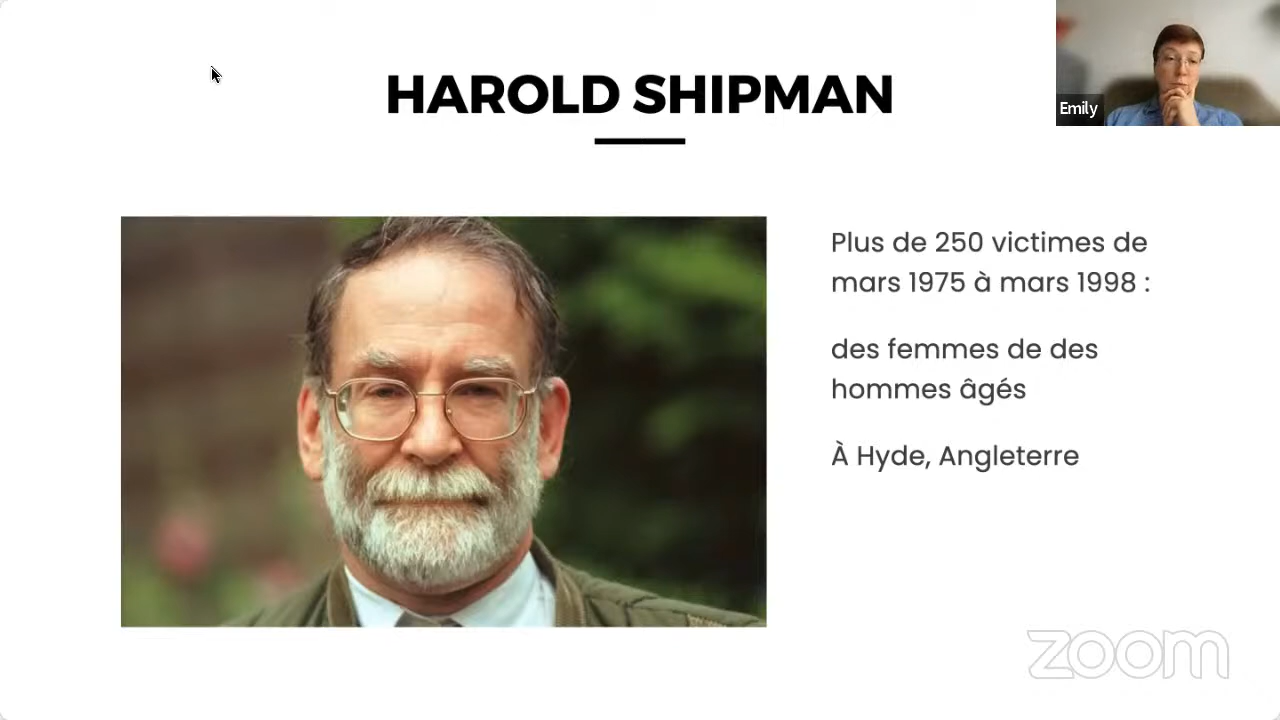 HAROLD SHIPMAN
Emily
Plus de 250 victimes de
mars 1975 à mars 1998 :
des femmes de des
hommes âgés
À Hyde, Angleterre
zoom